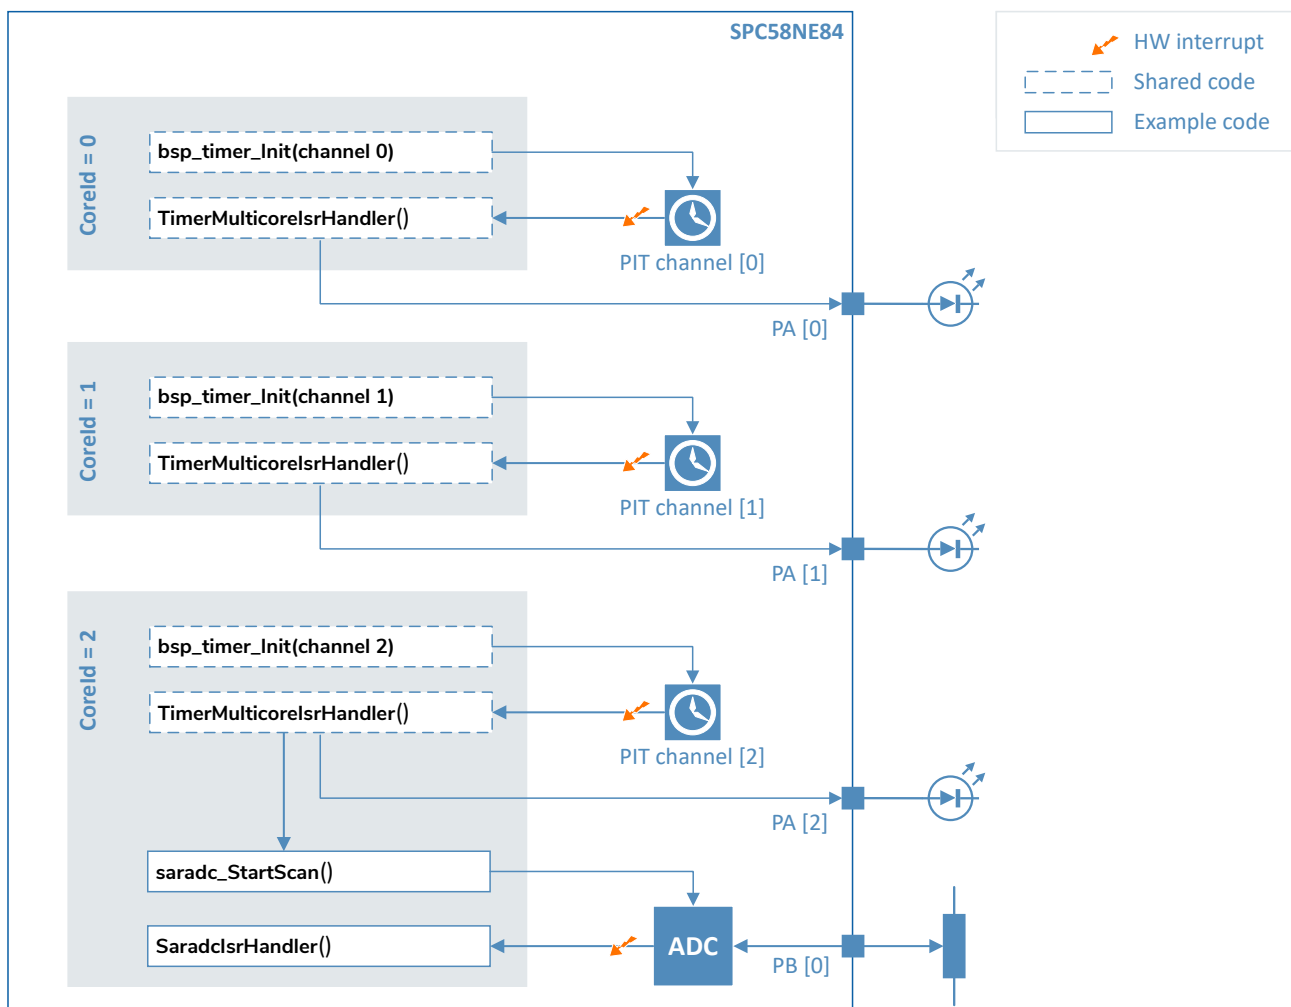 SPC58NE84
HW interrupt
Shared code
Example code
CoreId = 0
bsp_timer_Init(channel 0)
TimerMulticoreIsrHandler()
PIT channel [0]
PA [0]
CoreId = 1
bsp_timer_Init(channel 1)
TimerMulticoreIsrHandler()
PIT channel [1]
PA [1]
CoreId = 2
bsp_timer_Init(channel 2)
TimerMulticoreIsrHandler()
PIT channel [2]
PA [2]
saradc_StartScan()
SaradcIsrHandler()
ADC
PB [0]